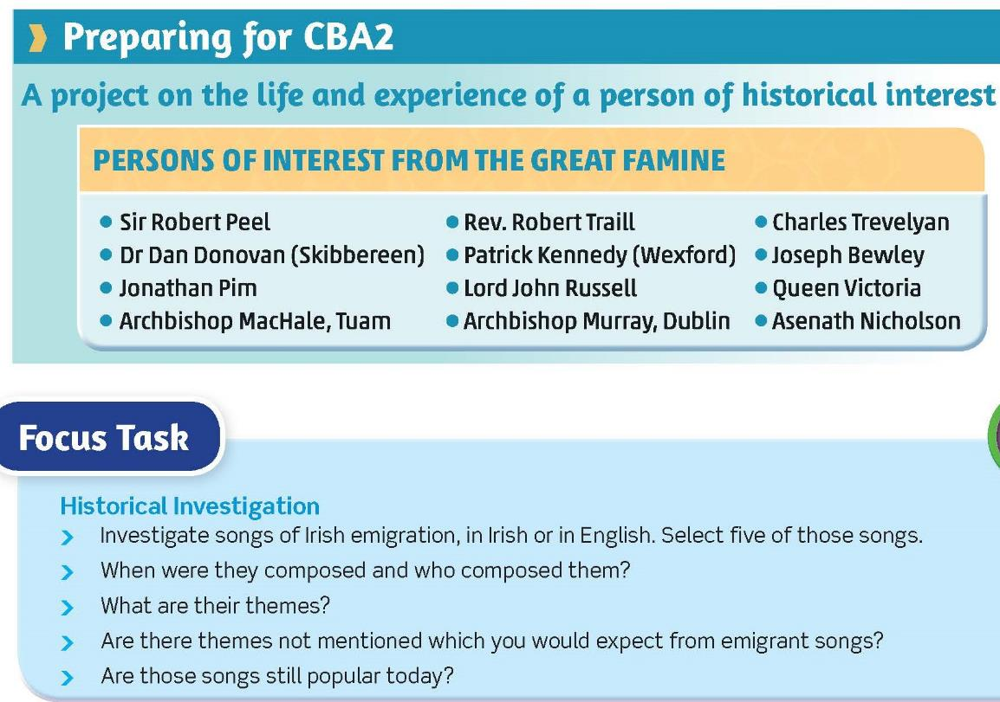 Preparing for CBA2
A project on the life and experience of a person of historical interest
PERSONS OF INTEREST FROM THE GREAT FAMINE
• Sir Robert Peel
• Dr Dan Donovan (Skibbereen)
• Jonathan Pim
• Archbishop MacHale, Tuam
• Rev. Robert Traill
• Patrick Kennedy (Wexford)
• Lord John Russell
• Archbishop Murray, Dublin
• Charles Trevelyan
• Joseph Bewley
• Queen Victoria
• Asenath Nicholson
Focus Task
Historical Investigation
Investigate songs of Irish emigration, in Irish or in English. Select five of those songs.
When were they composed and who composed them?
What are their themes?
Are there themes not mentioned which you would expect from emigrant songs?
Are those songs still popular today?